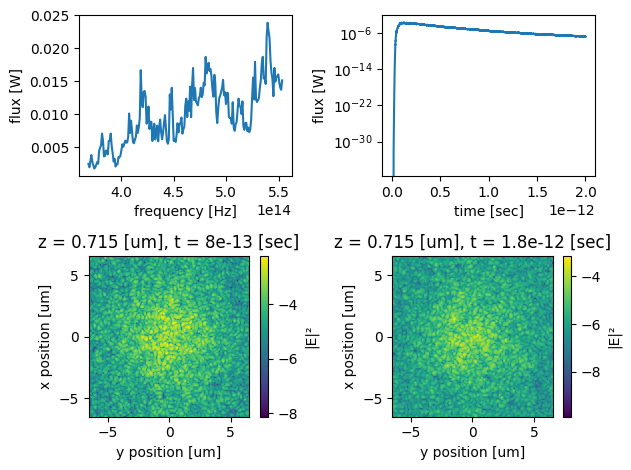 0.025
0.020
0.015
0.010
0.005
flux [W]
4.0 4.5 5.0 5.5
frequency [Hz] 1e14
10⁻⁶
10⁻¹⁴
10⁻²²
10⁻³⁰
flux [W]
0.0 0.5 1.0 1.5 2.0
time [sec] 1e−12
z = 0.715 [um], t = 8e-13 [sec]
5
0
−5
x position [um]
−5 0 5
y position [um]
−4
−6
−8
|E|²
z = 0.715 [um], t = 1.8e-12 [sec]
5
0
−5
x position [um]
−5 0 5
y position [um]
−4
−6
−8
|E|²